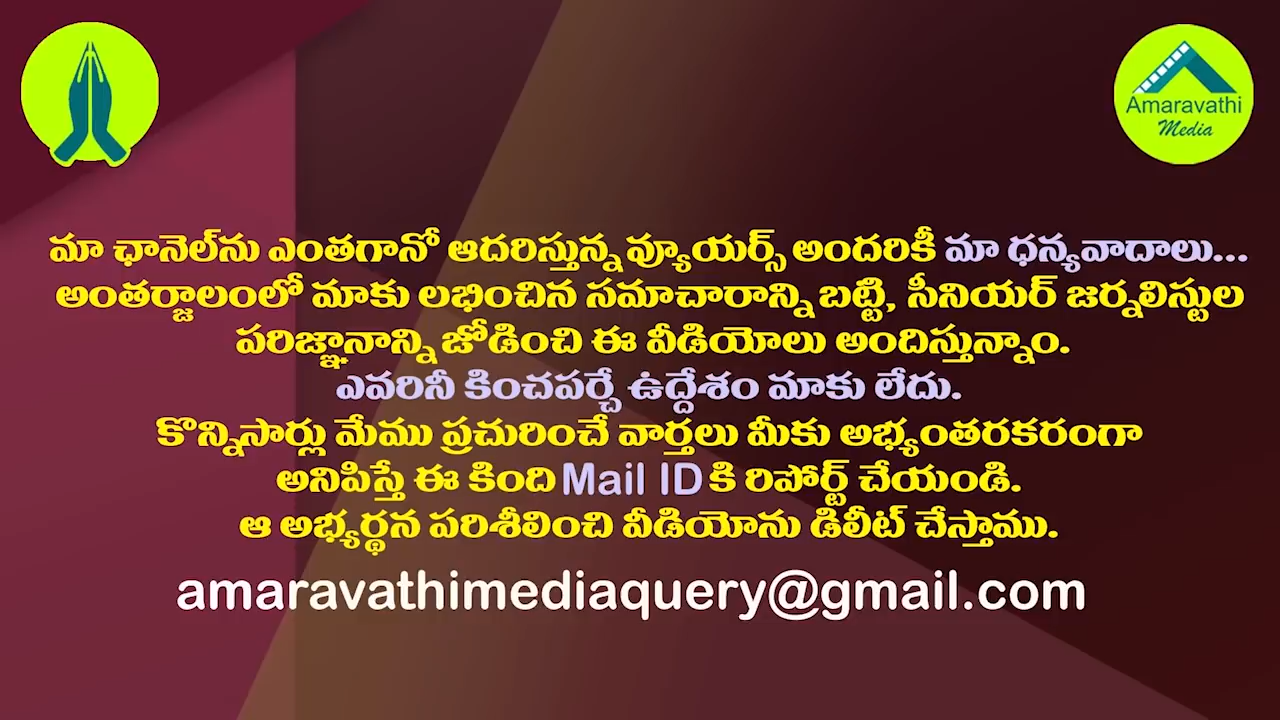 Amaravathi
Media
మా ఛానెల్‌ను ఎంతగానో ఆదరిస్తున్న వ్యూయర్స్ అందరికీ మా ధన్యవాదాలు...
అంతర్జాలంలో మాకు లభించిన సమాచారాన్ని బట్టి, సీనియర్ జర్నలిస్టుల
పరిజ్ఞానాన్ని జోడించి ఈ వీడియోలు అందిస్తున్నాం.
ఎవరినీ కించపర్చే ఉద్దేశం మాకు లేదు.
కొన్నిసార్లు మేము ప్రచురించే వార్తలు మీకు అభ్యంతరకరంగా
అనిపిస్తే ఈ కింది Mail ID కి రిపోర్ట్ చేయండి.
ఆ అభ్యర్థన పరిశీలించి వీడియోను డిలీట్ చేస్తాము.
amaravathimediaquery@gmail.com